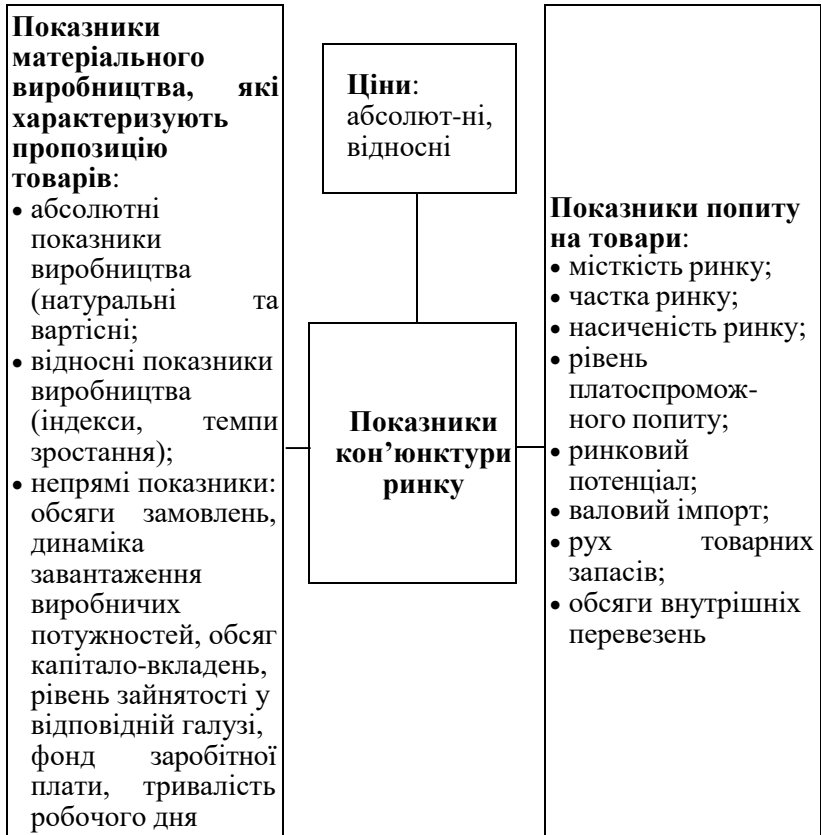 Показники
матеріального
виробництва, які
характеризують
пропозицію
товарів:
• абсолютні
показники
виробництва
(натуральні та
вартісні;
• відносні показники
виробництва
(індекси, темпи
зростання);
• непрямі показники:
обсяги замовлень,
динаміка
завантаження
виробничих
потужностей, обсяг
капітало-вкладень,
рівень зайнятості у
відповідній галузі,
фонд заробітної
плати, тривалість
робочого дня
Ціни:
абсолют-ні,
відносні
Показники
кон’юнктури
ринку
Показники попиту
на товари:
• місткість ринку;
• частка ринку;
• насиченість ринку;
• рівень
платоспромож-
ного попиту;
• ринковий
потенціал;
• валовий імпорт;
• рух товарних
запасів;
• обсяги внутрішніх
перевезень